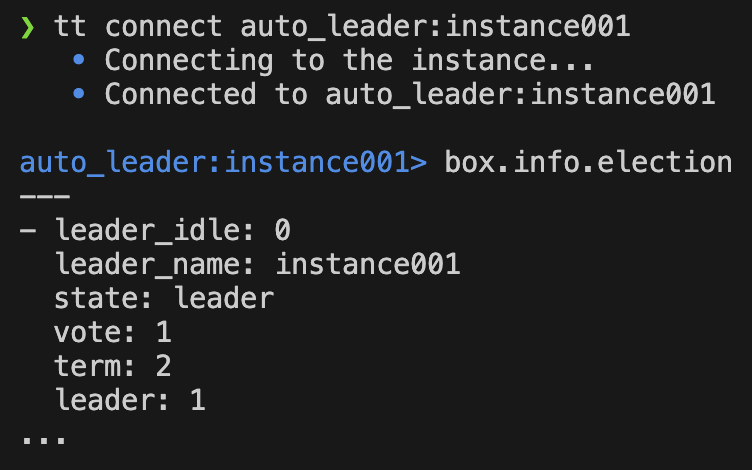 ❯ tt connect auto_leader:instance001
• Connecting to the instance...
• Connected to auto_leader:instance001
auto_leader:instance001> box.info.election
---
- leader_idle: 0
leader_name: instance001
state: leader
vote: 1
term: 2
leader: 1
...